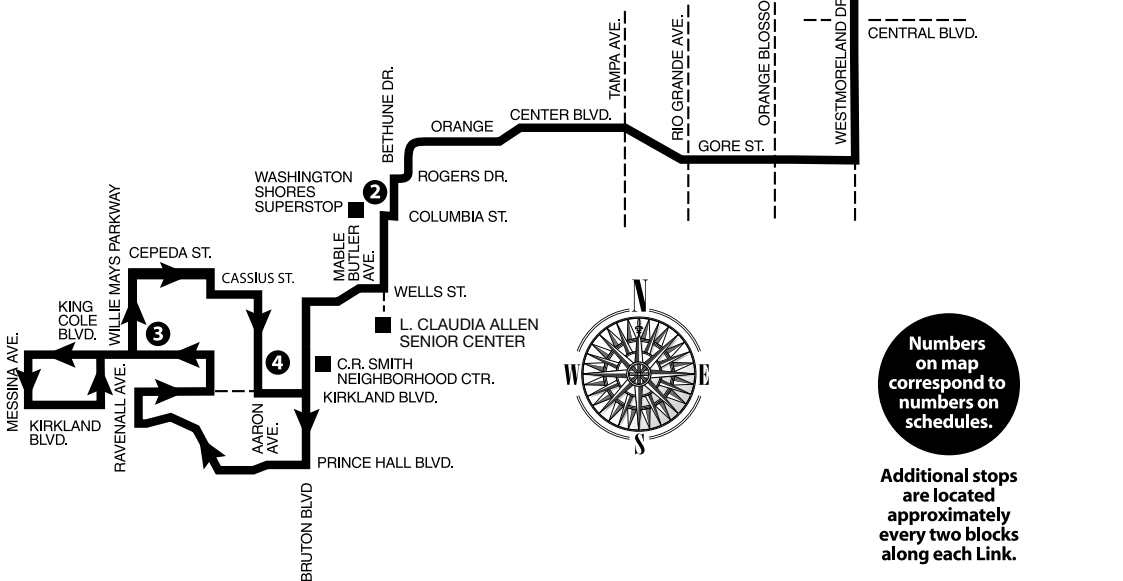 TAMPA AVE.
RIO GRANDE AVE.
ORANGE BLOSSO
WESTMORELAND DR
CENTRAL BLVD.
BETHUNE DR.
ORANGE
CENTER BLVD.
GORE ST.
ROGERS DR.
WASHINGTON
SHORES
SUPERSTOP
2
COLUMBIA ST.
MABLE
BUTLER
AVE.
WILLIE MAYS PARKWAY
CEPEDA ST.
CASSIUS ST.
WELLS ST.
KING
COLE
BLVD.
3
L. CLAUDIA ALLEN
SENIOR CENTER
4
C.R. SMITH
NEIGHBORHOOD CTR.
KIRKLAND BLVD.
MESSINA AVE.
KIRKLAND
BLVD.
RAVENALL AVE.
AARON
AVE.
PRINCE HALL BLVD.
BRUTON BLVD
N
W
E
S
Numbers
on map
correspond to
numbers on
schedules.
Additional stops
are located
approximately
every two blocks
along each Link.